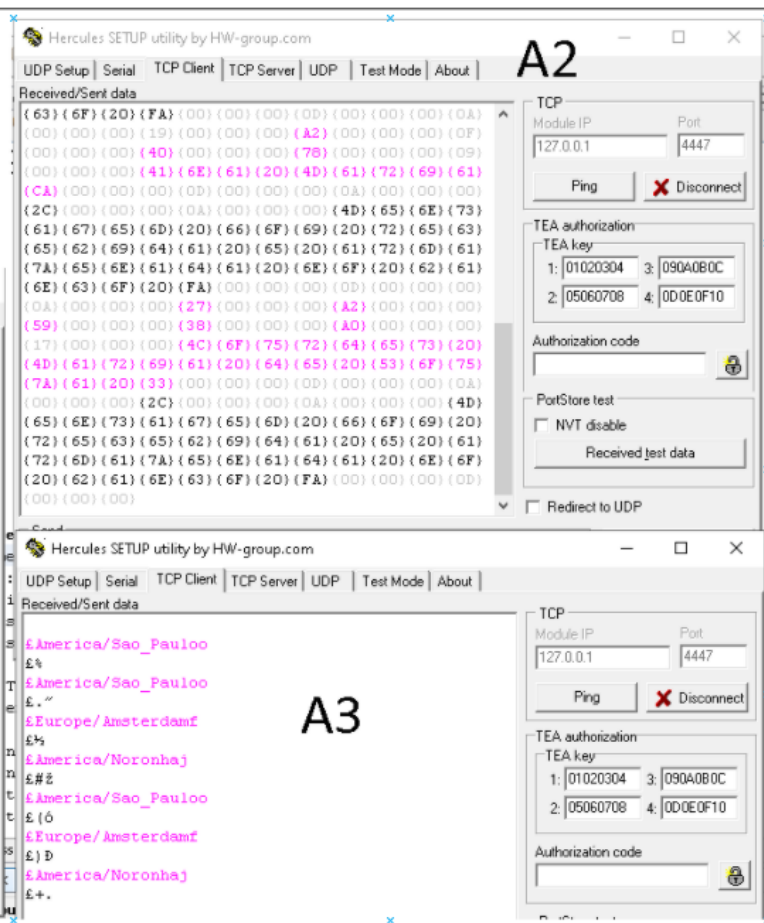 Hercules SETUP utility by HW-group.com
A2
UDP Setup Serial TCP Client TCP Server UDP Test Mode About
Received/Sent data
{63}{6F}{20}{FA}{00}{00}{00}{0D}{00}{00}{00}{0A}
{00}{00}{00}{19}{00}{00}{00}{A2}{00}{00}{00}{0F}
{00}{00}{00}{40}{00}{00}{00}{78}{00}{00}{00}{09}
{00}{00}{00}{41}{6E}{61}{20}{4D}{61}{72}{69}{61}
{CA}{00}{00}{00}{0D}{00}{00}{00}{0A}{00}{00}{00}
{2C}{00}{00}{00}{0A}{00}{00}{00}{4D}{65}{6E}{73}
{61}{67}{65}{6D}{20}{66}{6F}{69}{20}{72}{65}{63}
{65}{62}{69}{64}{61}{20}{65}{20}{61}{72}{6D}{61}
{7A}{65}{6E}{61}{64}{61}{20}{6E}{6F}{20}{62}{61}
{6E}{63}{6F}{20}{FA}{00}{00}{00}{0D}{00}{00}{00}
{0A}{00}{00}{00}{27}{00}{00}{00}{A2}{00}{00}{00}
{59}{00}{00}{00}{38}{00}{00}{00}{A0}{00}{00}{00}
{17}{00}{00}{00}{4C}{6F}{75}{72}{64}{65}{73}{20}
{4D}{61}{72}{69}{61}{20}{64}{65}{20}{53}{6F}{75}
{7A}{61}{20}{33}{00}{00}{00}{0D}{00}{00}{00}{0A}
{00}{00}{00}{2C}{00}{00}{00}{0A}{00}{00}{00}{4D}
{65}{6E}{73}{61}{67}{65}{6D}{20}{66}{6F}{69}{20}
{72}{65}{63}{65}{62}{69}{64}{61}{20}{65}{20}{61}
{72}{6D}{61}{7A}{65}{6E}{61}{64}{61}{20}{6E}{6F}
{20}{62}{61}{6E}{63}{6F}{20}{FA}{00}{00}{00}{0D}
{00}{00}{00}
TCP
Module IP Port
127.0.0.1 4447
Ping Disconnect
TEA authorization
TEA key
1: 01020304 3: 090A0B0C
2: 05060708 4: 0D0E0F10
Authorization code
PortStore test
NVT disable
Received test data
Redirect to UDP
Hercules SETUP utility by HW-group.com
UDP Setup Serial TCP Client TCP Server UDP Test Mode About
Received/Sent data
£America/Sao_Pauloo
£%
£America/Sao_Pauloo
£.˝
£Europe/Amsterdamf
£½
£America/Noronhaj
£#ž
£America/Sao_Pauloo
£(ó
£Europe/Amsterdamf
£)Đ
£America/Noronhaj
£+.
A3
TCP
Module IP Port
127.0.0.1 4447
Ping Disconnect
TEA authorization
TEA key
1: 01020304 3: 090A0B0C
2: 05060708 4: 0D0E0F10
Authorization code